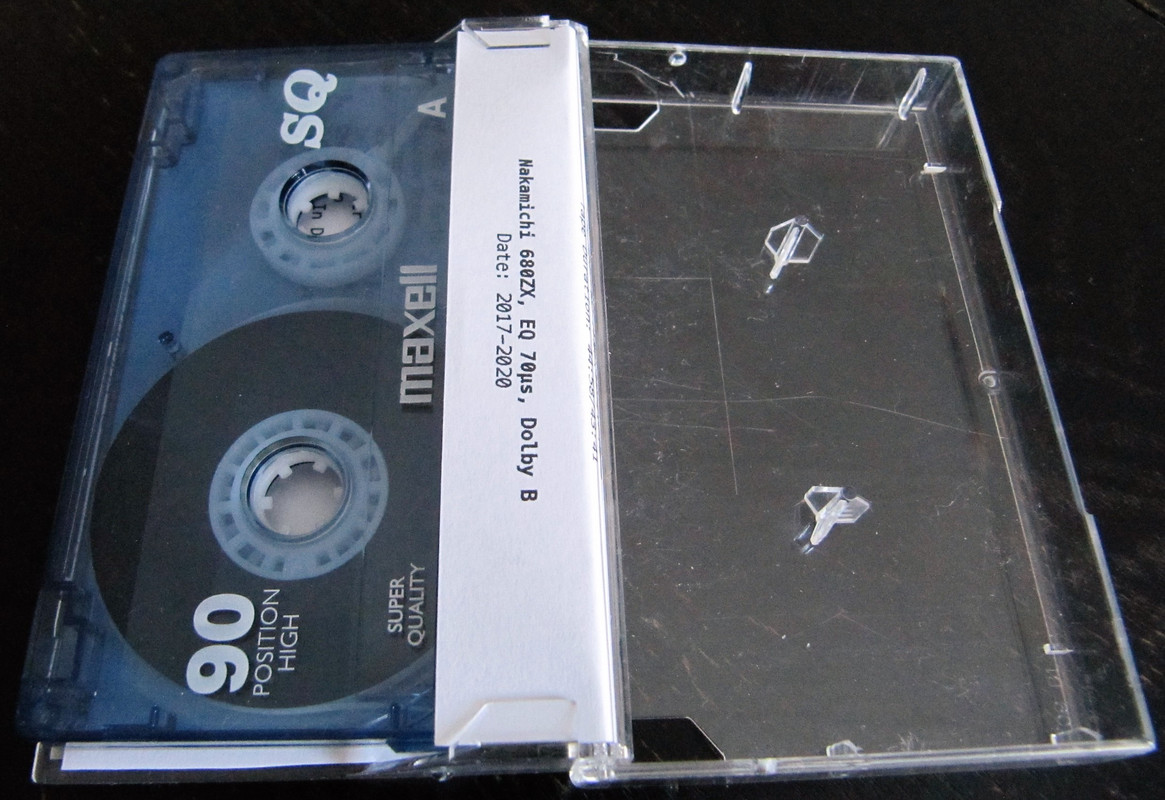 SQ
A
maxell
90
POSITION
HIGH
SUPER
QUALITY
Nakamichi 680ZX, EQ 70µs, Dolby B
Date: 2017-2020